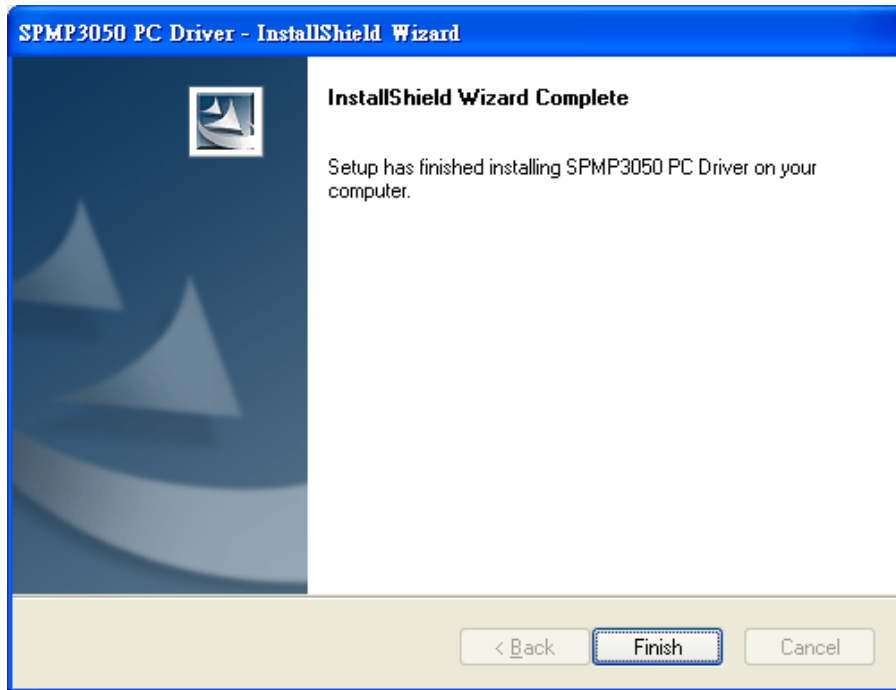 SPMP3050 PC Driver - InstallShield Wizard
InstallShield Wizard Complete
Setup has finished installing SPMP3050 PC Driver on your
computer.
< Back
Finish
Cancel